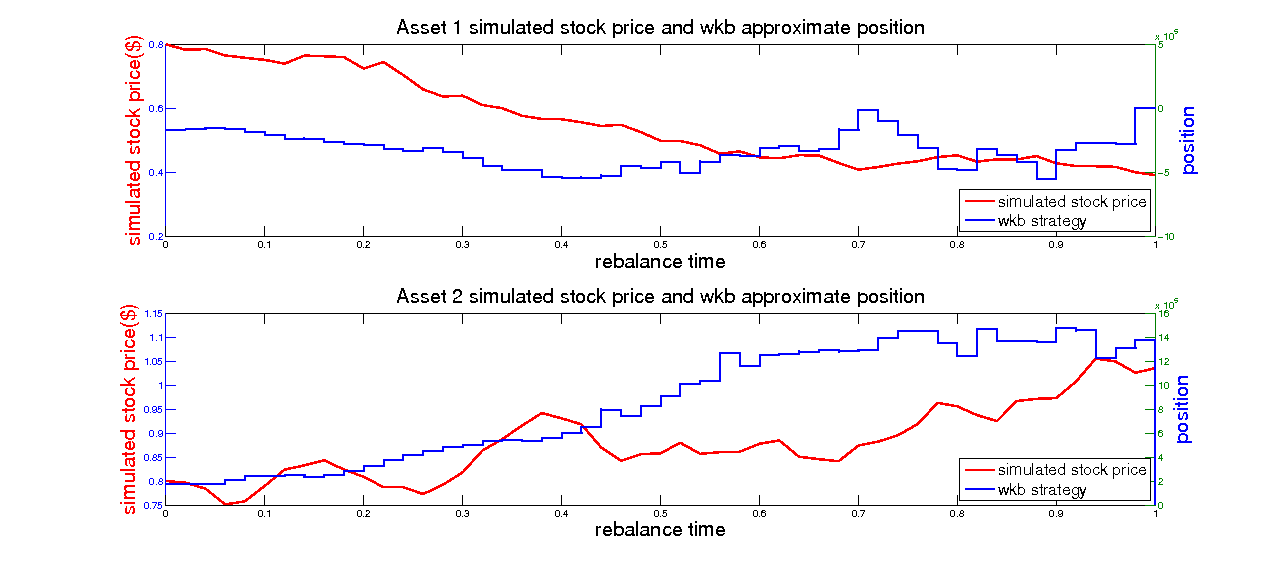 Asset 1 simulated stock price and wkb approximate position
x 10^5
0.8 0.6 0.4 0.2
simulated stock price($)
5 0 -5 -10
position
simulated stock price
wkb strategy
0 0.1 0.2 0.3 0.4 0.5 0.6 0.7 0.8 0.9 1
rebalance time
Asset 2 simulated stock price and wkb approximate position
x 10^5
1.15 1.1 1.05 1 0.95 0.9 0.85 0.8 0.75
simulated stock price($)
16 14 12 10 8 6 4 2 0
position
simulated stock price
wkb strategy
0 0.1 0.2 0.3 0.4 0.5 0.6 0.7 0.8 0.9 1
rebalance time